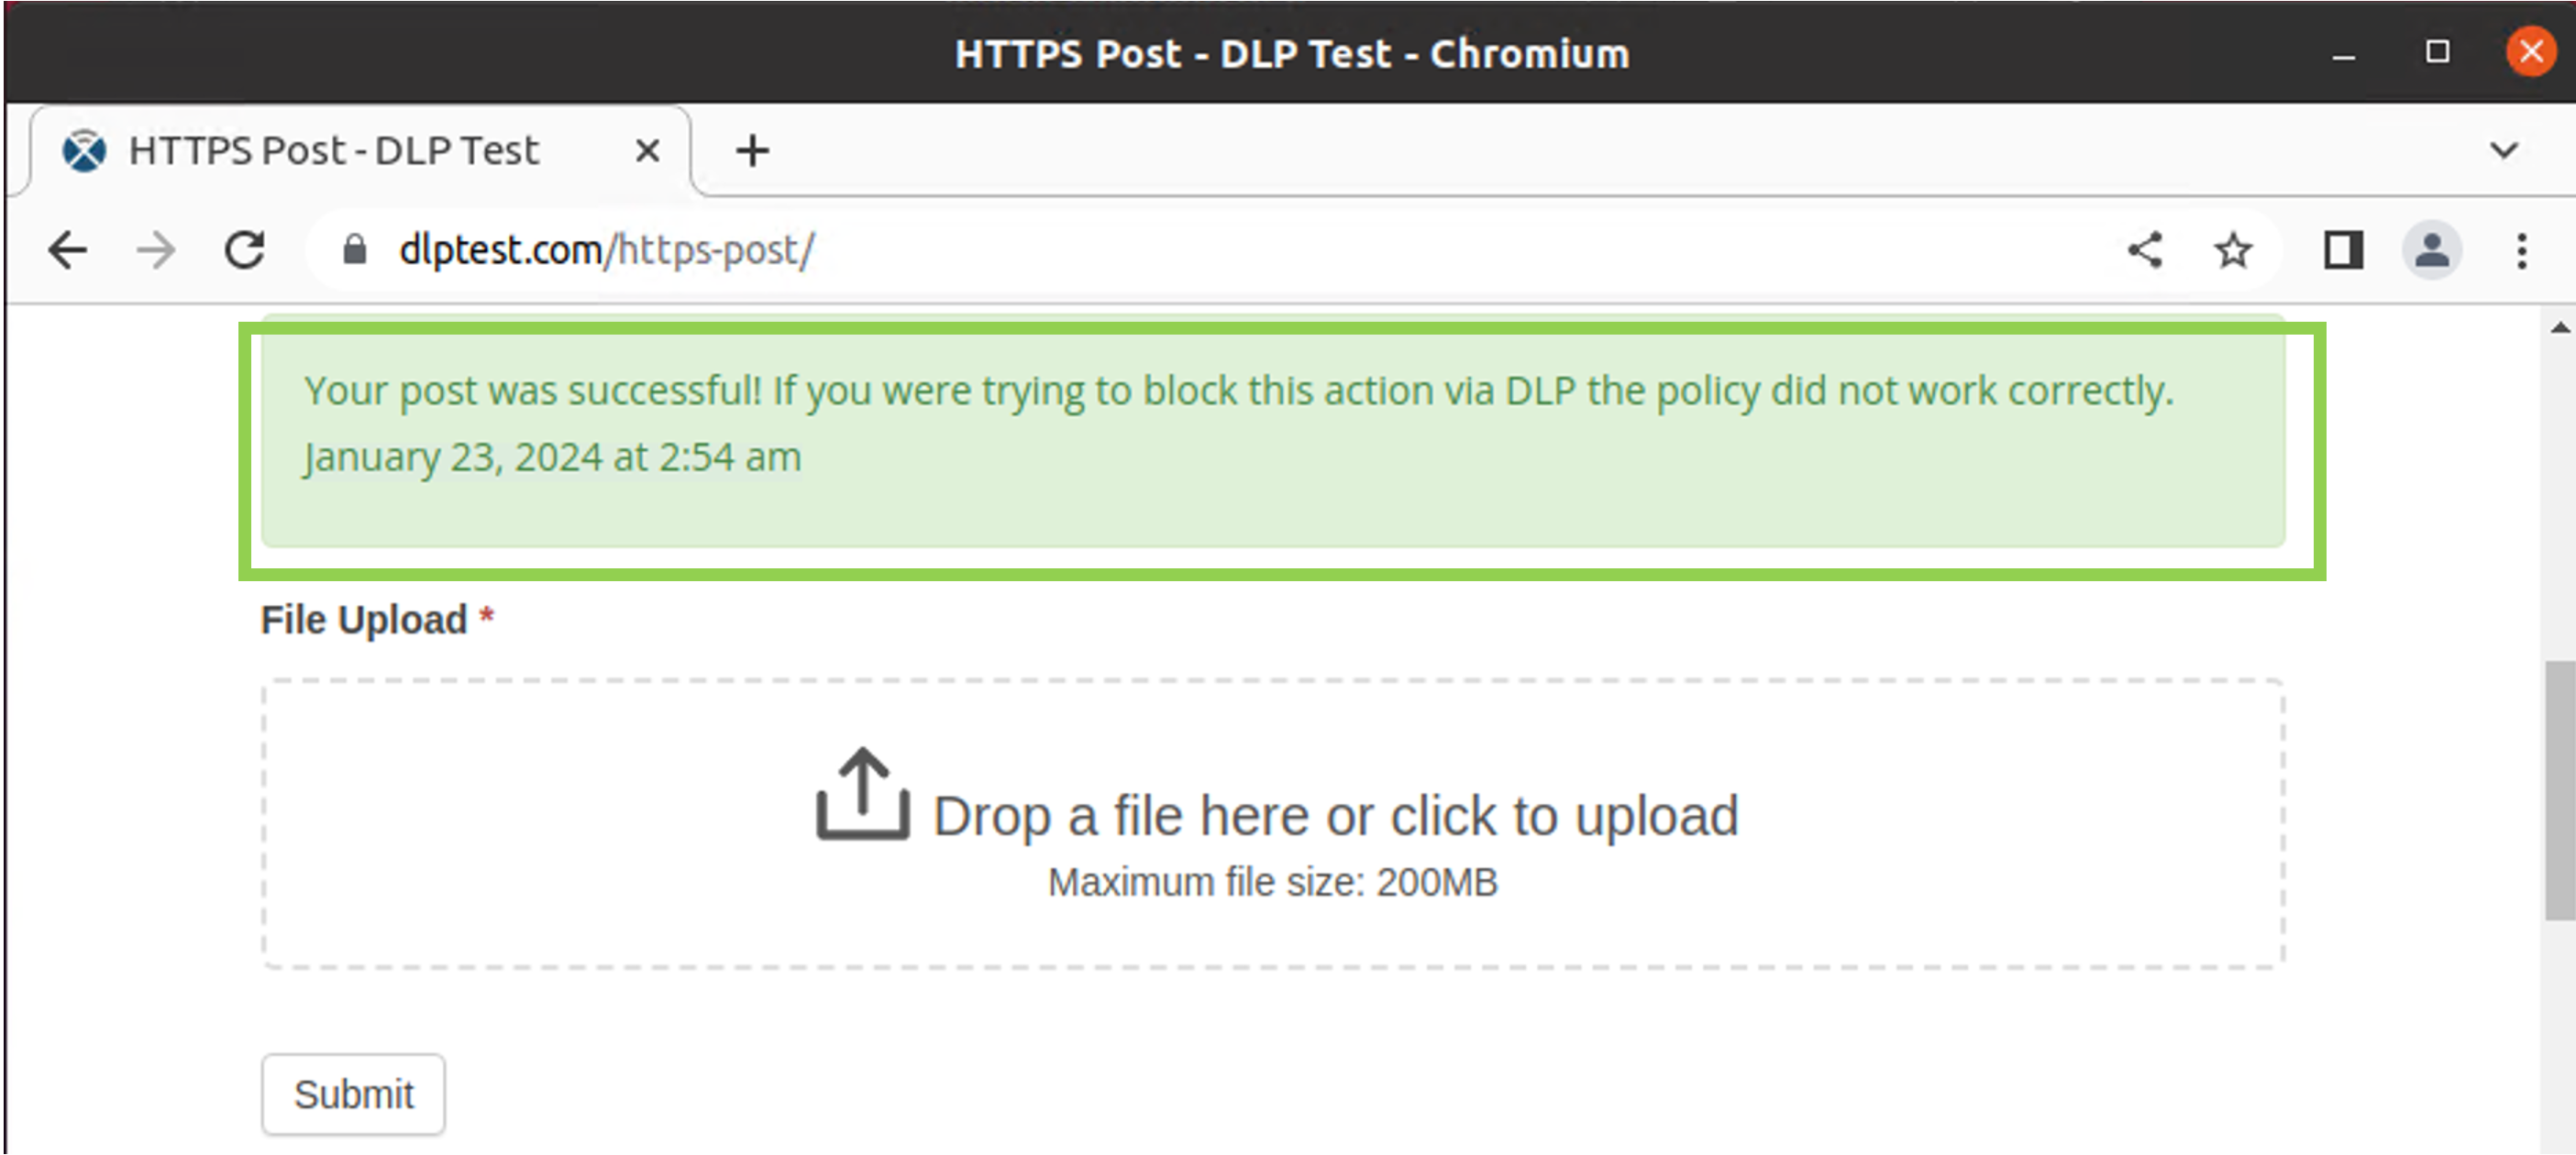 HTTPS Post - DLP Test - Chromium
HTTPS Post - DLP Test
dlptest.com/https-post/
Your post was successful! If you were trying to block this action via DLP the policy did not work correctly.
January 23, 2024 at 2:54 am
File Upload *
Drop a file here or click to upload
Maximum file size: 200MB
Submit